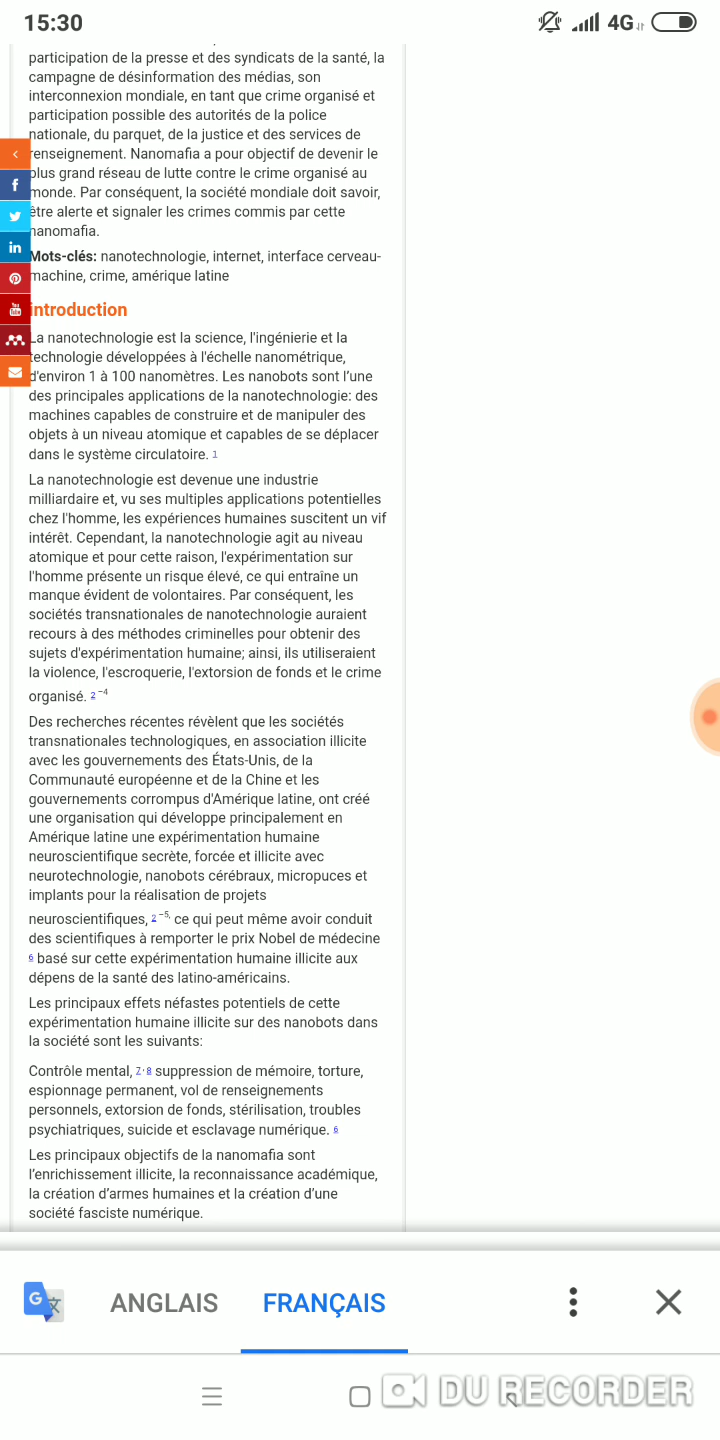 15:30
4G
participation de la presse et des syndicats de la santé, la
campagne de désinformation des médias, son
interconnexion mondiale, en tant que crime organisé et
participation possible des autorités de la police
nationale, du parquet, de la justice et des services de
renseignement. Nanomafia a pour objectif de devenir le
plus grand réseau de lutte contre le crime organisé au
monde. Par conséquent, la société mondiale doit savoir,
être alerte et signaler les crimes commis par cette
nanomafia.
Mots-clés: nanotechnologie, internet, interface cerveau-
machine, crime, amérique latine
introduction
La nanotechnologie est la science, l'ingénierie et la
technologie développées à l'échelle nanométrique,
d'environ 1 à 100 nanomètres. Les nanobots sont l’une
des principales applications de la nanotechnologie: des
machines capables de construire et de manipuler des
objets à un niveau atomique et capables de se déplacer
dans le système circulatoire. 1
La nanotechnologie est devenue une industrie
milliardaire et, vu ses multiples applications potentielles
chez l'homme, les expériences humaines suscitent un vif
intérêt. Cependant, la nanotechnologie agit au niveau
atomique et pour cette raison, l'expérimentation sur
l'homme présente un risque élevé, ce qui entraîne un
manque évident de volontaires. Par conséquent, les
sociétés transnationales de nanotechnologie auraient
recours à des méthodes criminelles pour obtenir des
sujets d'expérimentation humaine; ainsi, ils utiliseraient
la violence, l'escroquerie, l'extorsion de fonds et le crime
organisé. 2 –4
Des recherches récentes révèlent que les sociétés
transnationales technologiques, en association illicite
avec les gouvernements des États-Unis, de la
Communauté européenne et de la Chine et les
gouvernements corrompus d'Amérique latine, ont créé
une organisation qui développe principalement en
Amérique latine une expérimentation humaine
neuroscientifique secrète, forcée et illicite avec
neurotechnologie, nanobots cérébraux, micropuces et
implants pour la réalisation de projets
neuroscientifiques, 2 –5, ce qui peut même avoir conduit
des scientifiques à remporter le prix Nobel de médecine
6 basé sur cette expérimentation humaine illicite aux
dépens de la santé des latino-américains.
Les principaux effets néfastes potentiels de cette
expérimentation humaine illicite sur des nanobots dans
la société sont les suivants:
Contrôle mental, 7, 8 suppression de mémoire, torture,
espionnage permanent, vol de renseignements
personnels, extorsion de fonds, stérilisation, troubles
psychiatriques, suicide et esclavage numérique. 6
Les principaux objectifs de la nanomafia sont
l’enrichissement illicite, la reconnaissance académique,
la création d’armes humaines et la création d’une
société fasciste numérique.
ANGLAIS FRANÇAIS
DU RECORDER